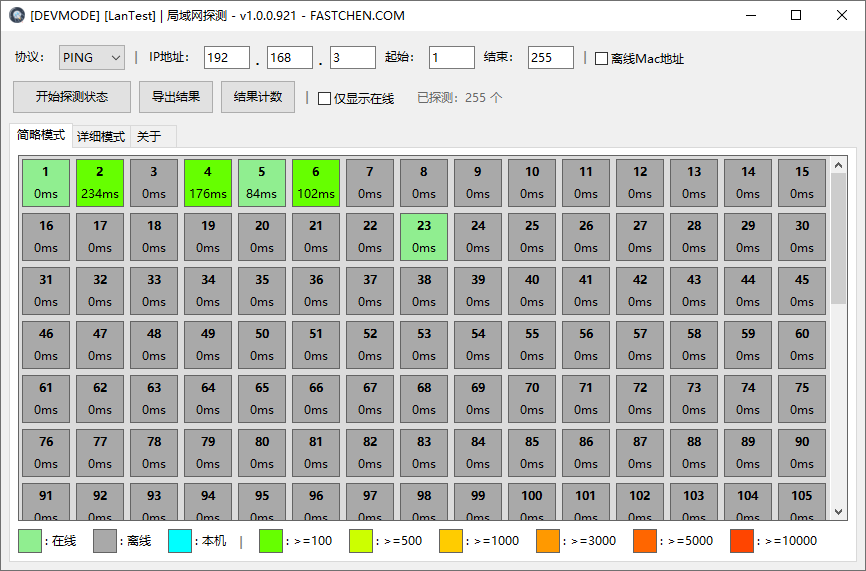 [DEVMODE] [LanTest] | 局域网探测 - v1.0.0.921 - FASTCHEN.COM
协议： PING | IP地址： 192 . 168 . 3 起始： 1 结束： 255 | 离线Mac地址
开始探测状态 导出结果 结果计数 | 仅显示在线 已探测：255 个
简略模式 详细模式 关于
1 2 3 4 5 6 7 8 9 10 11 12 13 14 15
0ms 234ms 0ms 176ms 84ms 102ms 0ms 0ms 0ms 0ms 0ms 0ms 0ms 0ms 0ms
16 17 18 19 20 21 22 23 24 25 26 27 28 29 30
0ms 0ms 0ms 0ms 0ms 0ms 0ms 0ms 0ms 0ms 0ms 0ms 0ms 0ms 0ms
31 32 33 34 35 36 37 38 39 40 41 42 43 44 45
0ms 0ms 0ms 0ms 0ms 0ms 0ms 0ms 0ms 0ms 0ms 0ms 0ms 0ms 0ms
46 47 48 49 50 51 52 53 54 55 56 57 58 59 60
0ms 0ms 0ms 0ms 0ms 0ms 0ms 0ms 0ms 0ms 0ms 0ms 0ms 0ms 0ms
61 62 63 64 65 66 67 68 69 70 71 72 73 74 75
0ms 0ms 0ms 0ms 0ms 0ms 0ms 0ms 0ms 0ms 0ms 0ms 0ms 0ms 0ms
76 77 78 79 80 81 82 83 84 85 86 87 88 89 90
0ms 0ms 0ms 0ms 0ms 0ms 0ms 0ms 0ms 0ms 0ms 0ms 0ms 0ms 0ms
91 92 93 94 95 96 97 98 99 100 101 102 103 104 105
0ms 0ms 0ms 0ms 0ms 0ms 0ms 0ms 0ms 0ms 0ms 0ms 0ms 0ms 0ms
: 在线 : 离线 : 本机 | : >=100 : >=500 : >=1000 : >=3000 : >=5000 : >=10000